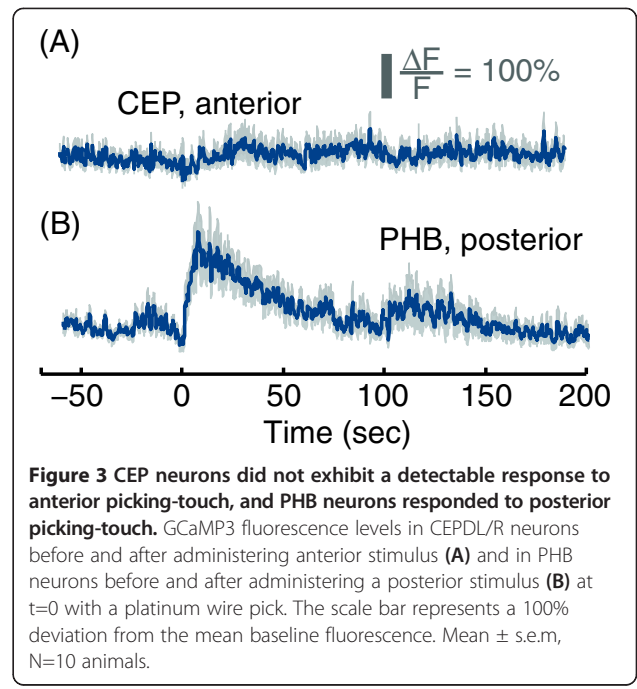 (A)
ΔF
F
= 100%
CEP, anterior
(B)
PHB, posterior
−50 0 50 100 150 200
Time (sec)
Figure 3 CEP neurons did not exhibit a detectable response to
anterior picking-touch, and PHB neurons responded to posterior
picking-touch. GCaMP3 fluorescence levels in CEPDL/R neurons
before and after administering anterior stimulus (A) and in PHB
neurons before and after administering a posterior stimulus (B) at
t=0 with a platinum wire pick. The scale bar represents a 100%
deviation from the mean baseline fluorescence. Mean ± s.e.m,
N=10 animals.